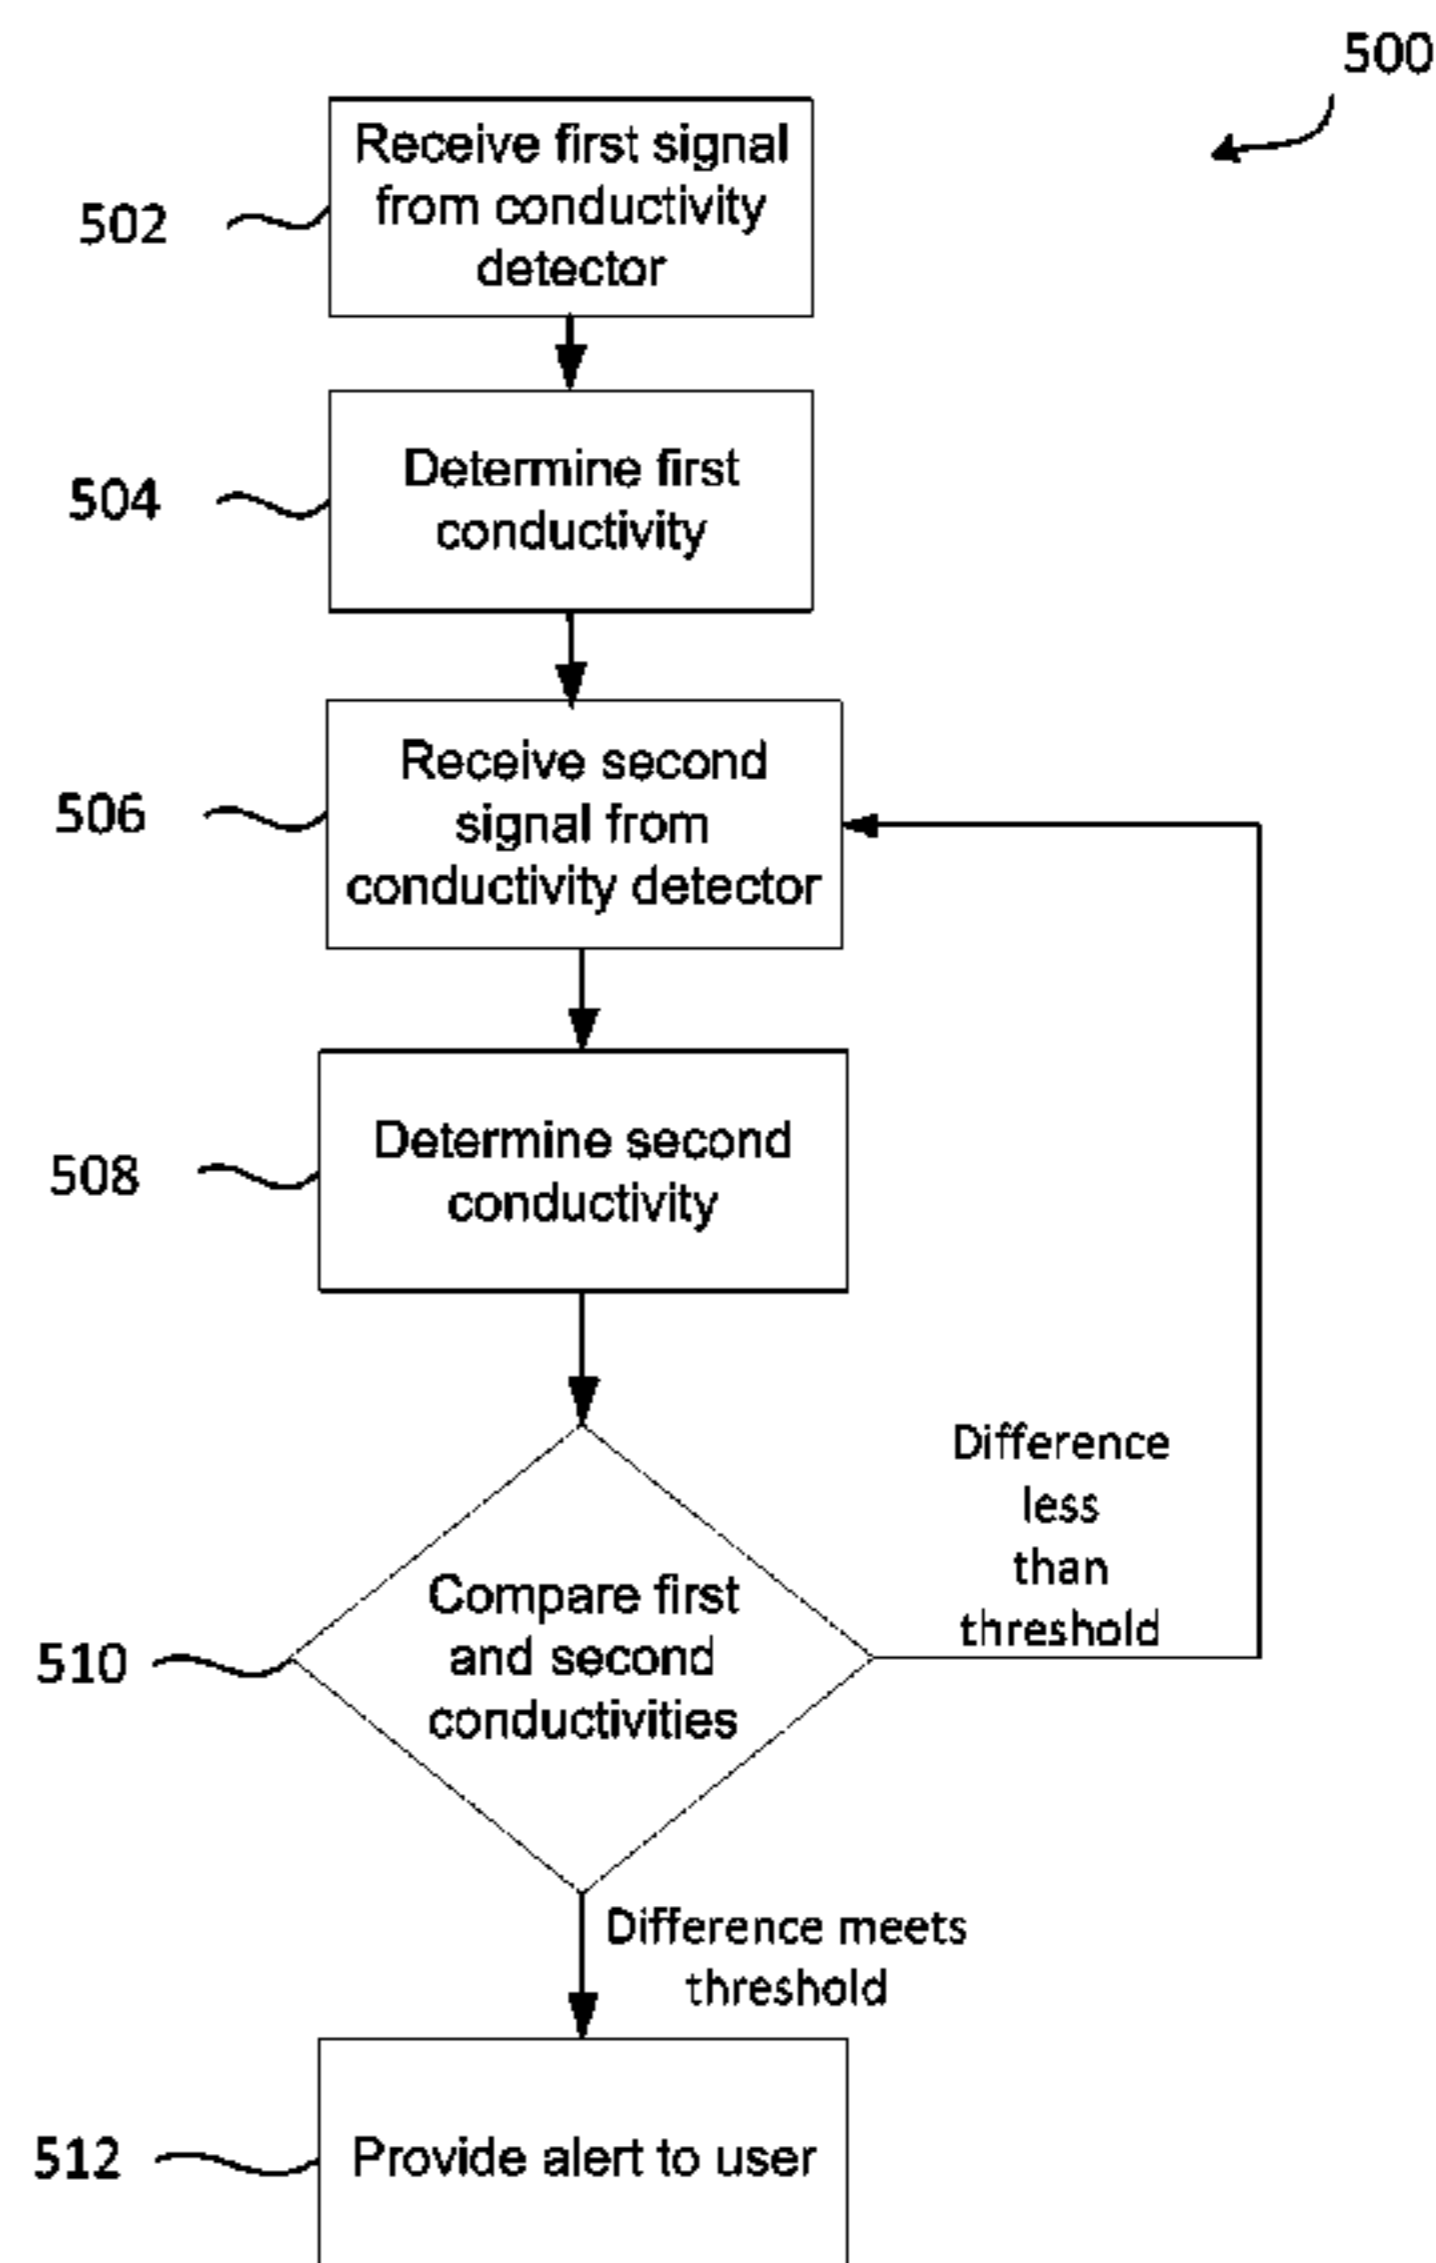 500
502
Receive first signal
from conductivity
detector
504
Determine first
conductivity
506
Receive second
signal from
conductivity detector
508
Determine second
conductivity
510
Compare first
and second
conductivities
Difference
less
than
threshold
Difference meets
threshold
512
Provide alert to user